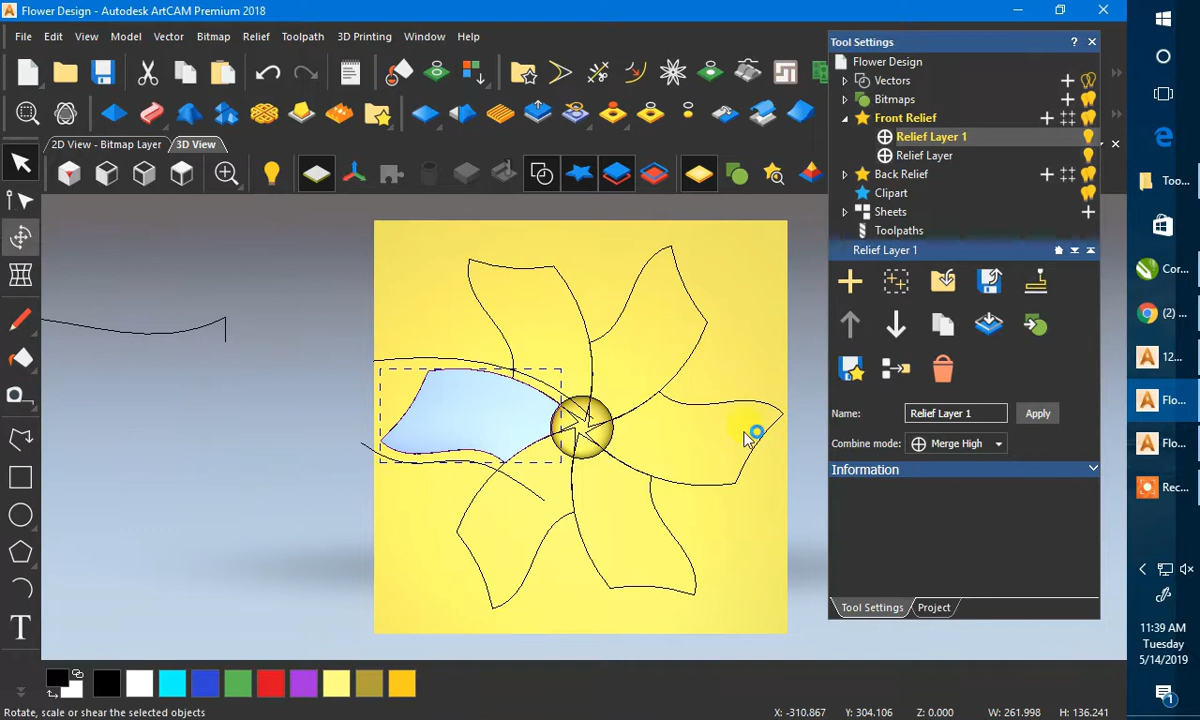 Flower Design - Autodesk ArtCAM Premium 2018
File Edit View Model Vector Bitmap Relief Toolpath 3D Printing Window Help
Tool Settings
Flower Design
Vectors
Bitmaps
Front Relief
Relief Layer 1
Relief Layer
Back Relief
Clipart
Sheets
Toolpaths
2D View - Bitmap Layer 3D View
Relief Layer 1
Name: Relief Layer 1 Apply
Combine mode: Merge High
Information
Tool Settings Project
Too...
Cor...
(2) ...
12...
Flo...
Flo...
Rec...
11:39 AM
Tuesday
5/14/2019
1
T
Rotate, scale or shear the selected objects
X: -310.867 Y: 304.106 Z: 0.000 W: 261.998 H: 136.241